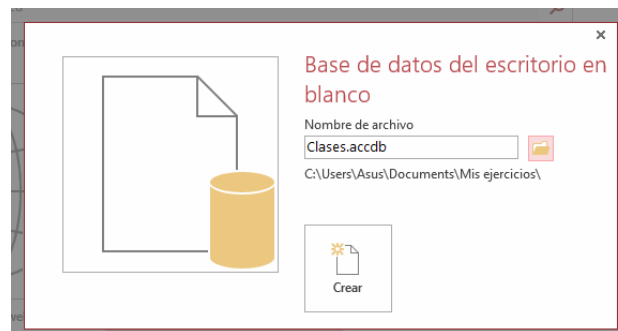 Base de datos del escritorio en
blanco
Nombre de archivo
Clases.accdb
C:\Users\Asus\Documents\Mis ejercicios\
Crear